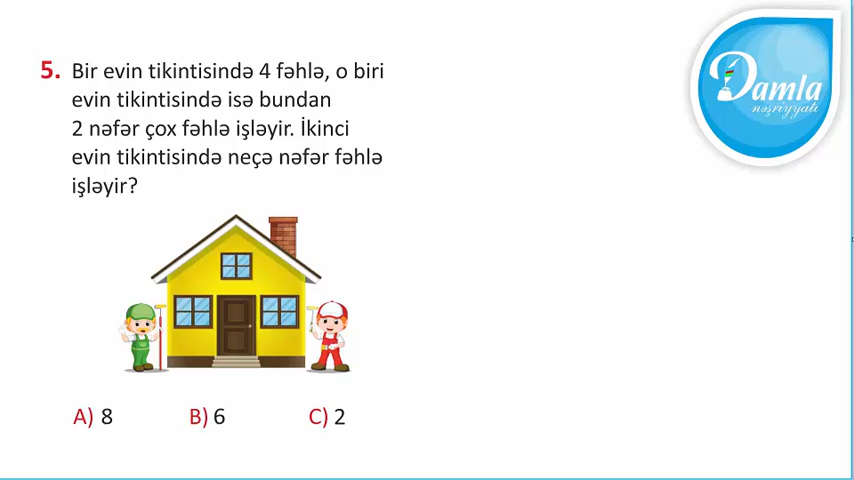 5. Bir evin tikintisində 4 fəhlə, o biri
evin tikintisində isə bundan
2 nəfər çox fəhlə işləyir. İkinci
evin tikintisində neçə nəfər fəhlə
işləyir?
A) 8 B) 6 C) 2
Damla
nəşriyyatı